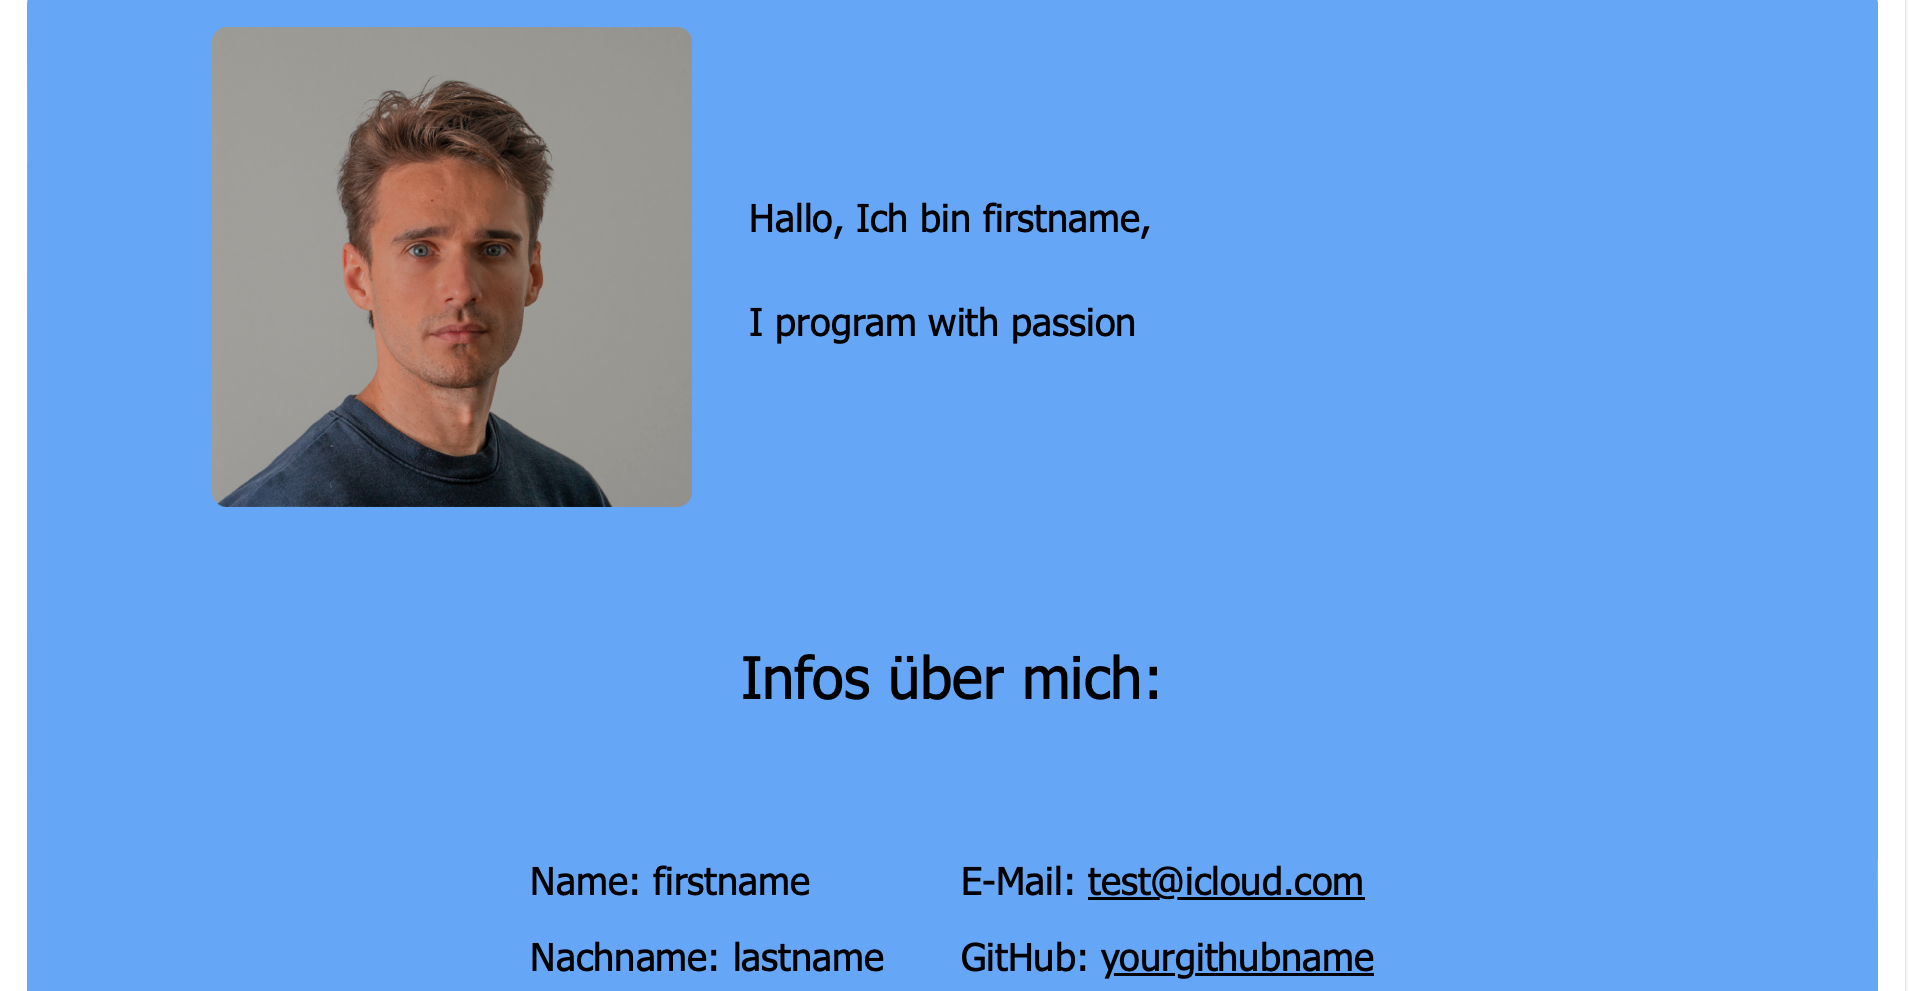 Hallo, Ich bin firstname,
I program with passion
Infos über mich:
Name: firstname
E-Mail: test@icloud.com
Nachname: lastname
GitHub: yourgithubname